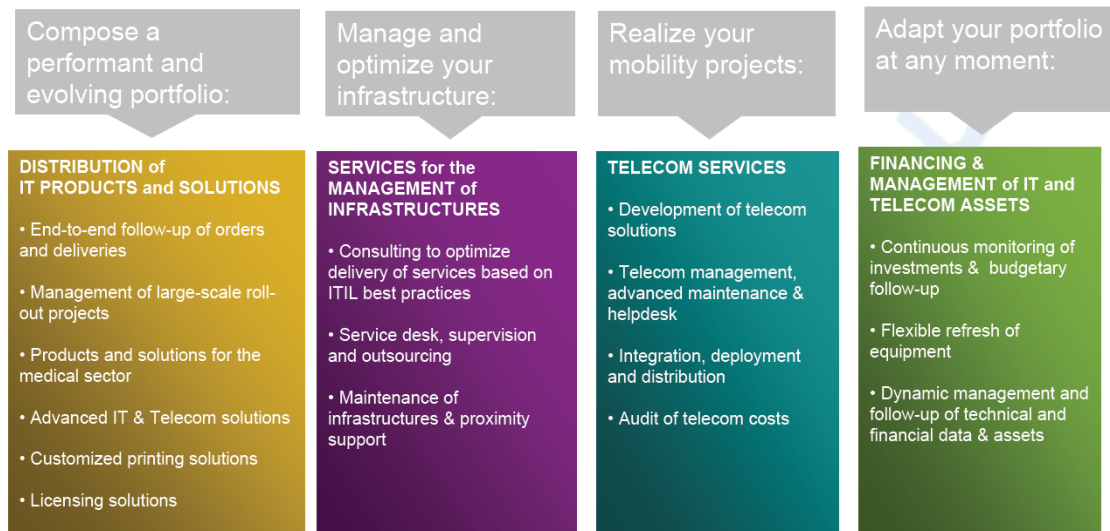 Compose a
performant and
evolving portfolio:
DISTRIBUTION of
IT PRODUCTS and SOLUTIONS
• End-to-end follow-up of orders
and deliveries
• Management of large-scale roll-
out projects
• Products and solutions for the
medical sector
• Advanced IT & Telecom solutions
• Customized printing solutions
• Licensing solutions
Manage and
optimize your
infrastructure:
SERVICES for the
MANAGEMENT of
INFRASTRUCTURES
• Consulting to optimize
delivery of services based on
ITIL best practices
• Service desk, supervision
and outsourcing
• Maintenance of
infrastructures & proximity
support
Realize your
mobility projects:
TELECOM SERVICES
• Development of telecom
solutions
• Telecom management,
advanced maintenance &
helpdesk
• Integration, deployment
and distribution
• Audit of telecom costs
Adapt your portfolio
at any moment:
FINANCING &
MANAGEMENT of IT and
TELECOM ASSETS
• Continuous monitoring of
investments & budgetary
follow-up
• Flexible refresh of
equipment
• Dynamic management and
follow-up of technical and
financial data & assets